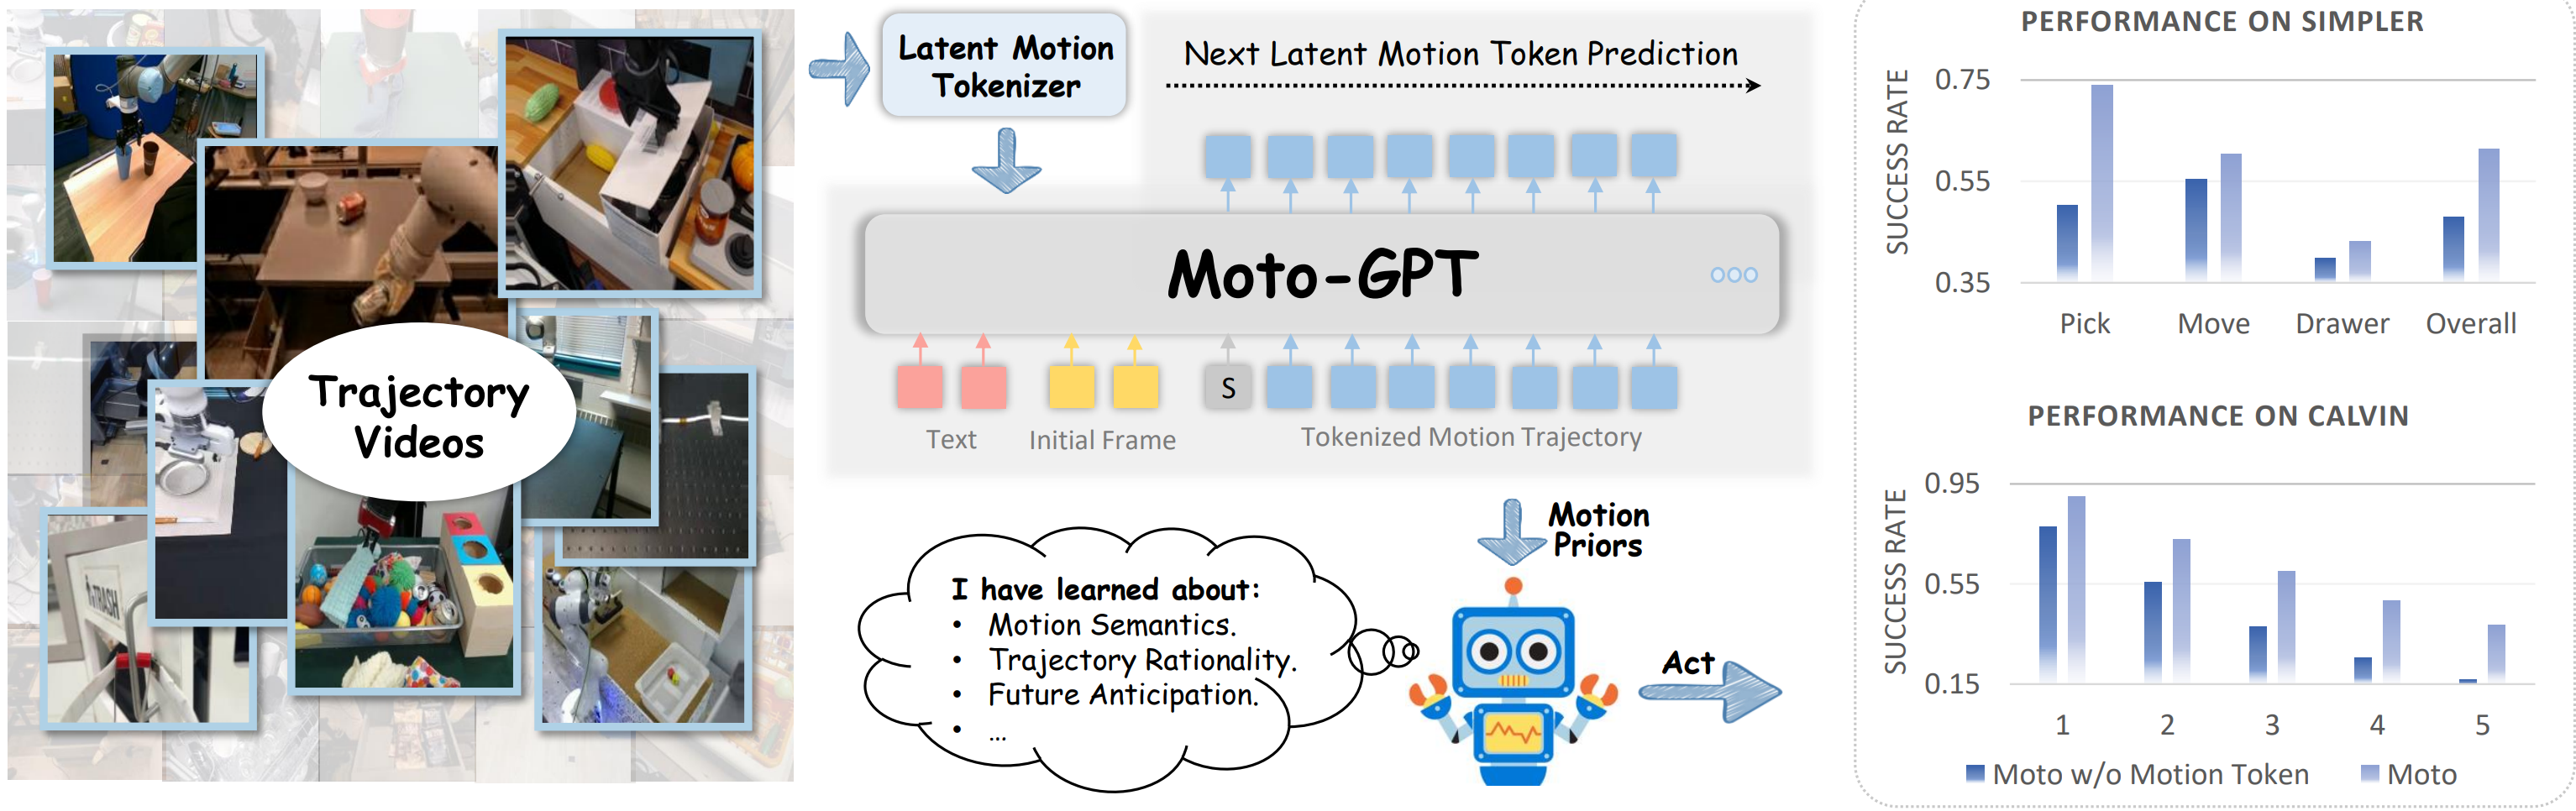 Trajectory
Videos
TRASH
Latent Motion
Tokenizer
Next Latent Motion Token Prediction
Moto-GPT
S
Text
Initial Frame
Tokenized Motion Trajectory
Motion
Priors
I have learned about:
• Motion Semantics.
• Trajectory Rationality.
• Future Anticipation.
• ...
Act
PERFORMANCE ON SIMPLER
SUCCESS RATE
0.75
0.55
0.35
Pick
Move
Drawer
Overall
PERFORMANCE ON CALVIN
SUCCESS RATE
0.95
0.55
0.15
1
2
3
4
5
Moto w/o Motion Token
Moto